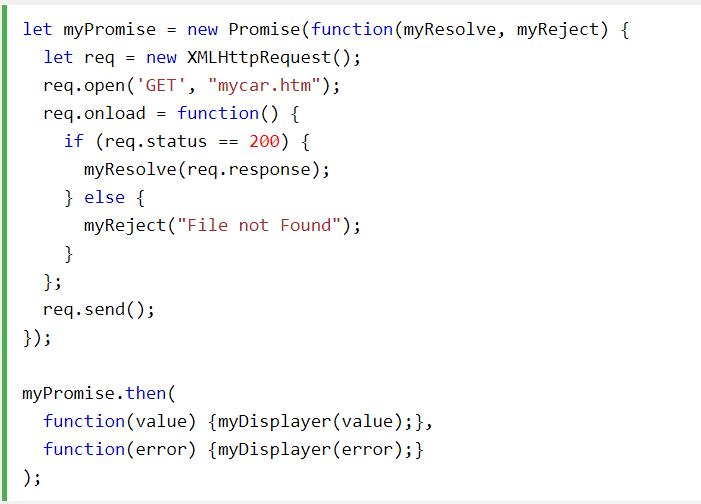 let myPromise = new Promise(function(myResolve, myReject) {
  let req = new XMLHttpRequest();
  req.open('GET', "mycar.htm");
  req.onload = function() {
    if (req.status == 200) {
      myResolve(req.response);
    } else {
      myReject("File not Found");
    }
  };
  req.send();
});

myPromise.then(
  function(value) {myDisplayer(value);},
  function(error) {myDisplayer(error);}
);